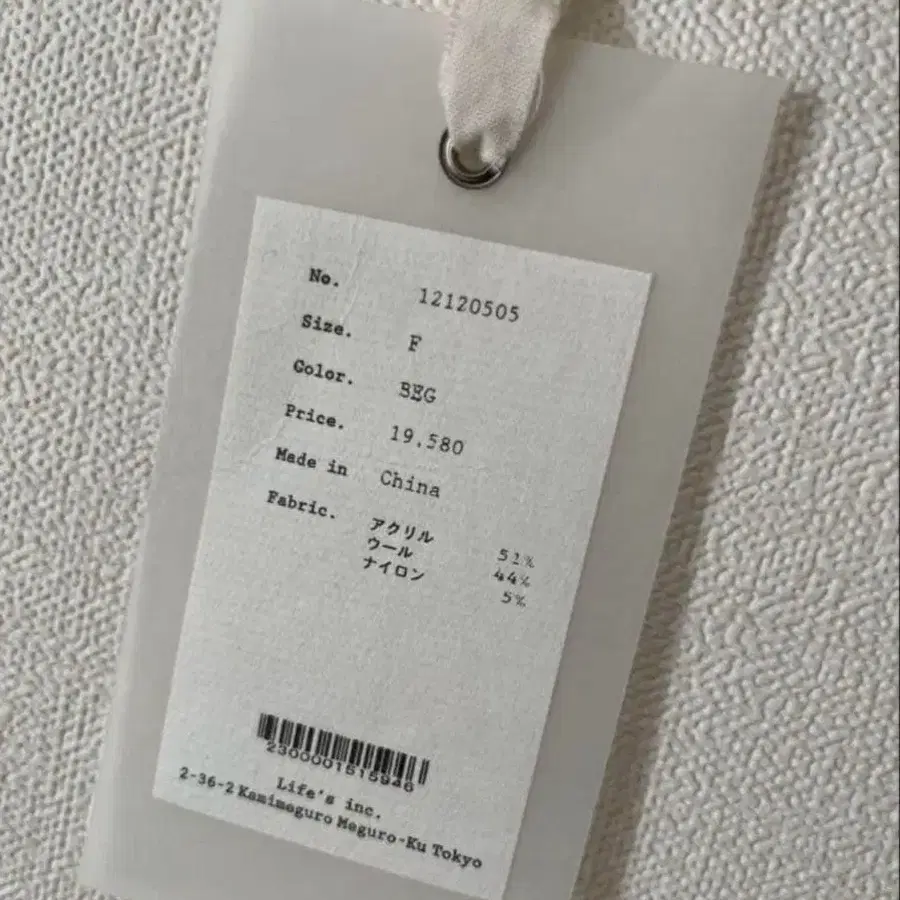 No. 12120505
Size. F
Color. BEG
Price. 19,580
Made in China
Fabric. アクリル 51%
ウール 44%
ナイロン 5%
2300001515946
Life's inc.
2-36-2 Kamimeguro Meguro-Ku Tokyo